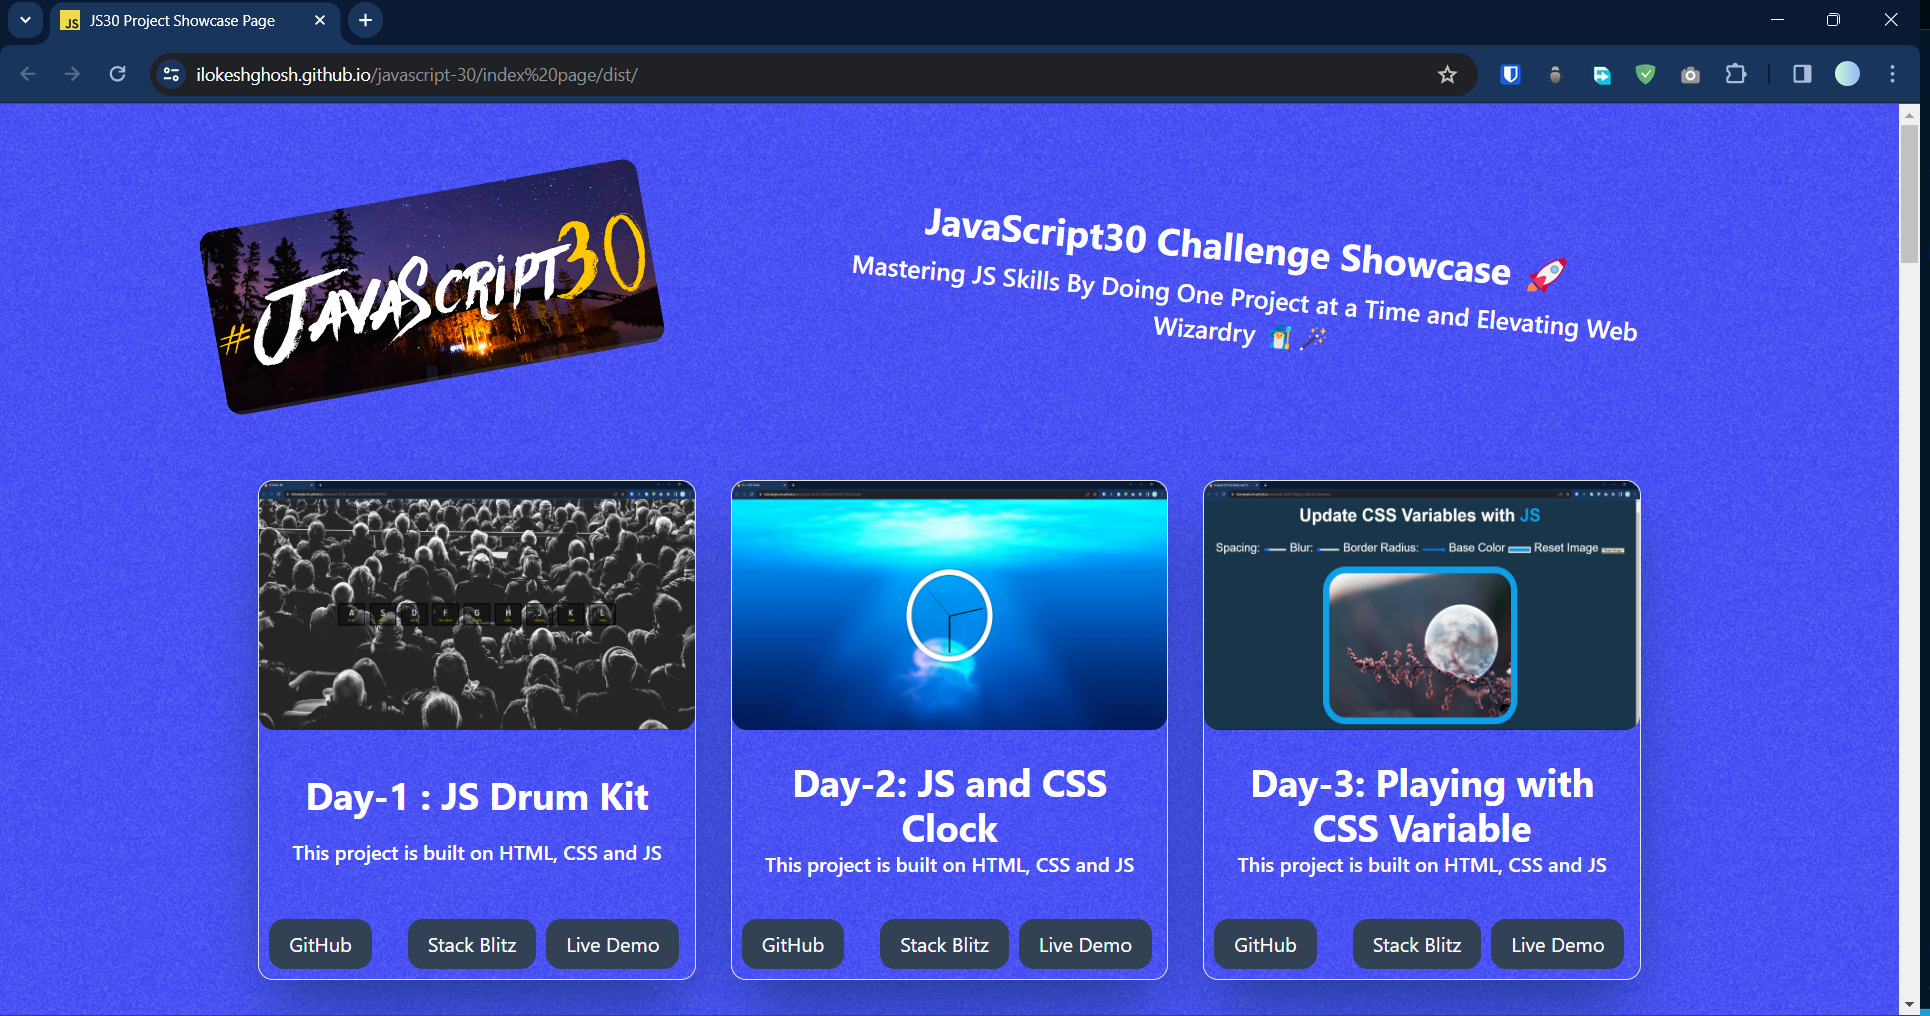 JS JS30 Project Showcase Page
ilokeshghosh.github.io/javascript-30/index%20page/dist/
#JAVASCRIPT30
JavaScript30 Challenge Showcase 🚀
Mastering JS Skills By Doing One Project at a Time and Elevating Web
Wizardry 🧙‍♂️ 🪄
A S D F G H J K L
Update CSS Variables with JS
Spacing: Blur: Border Radius: Base Color Reset Image
Day-1 : JS Drum Kit
This project is built on HTML, CSS and JS
GitHub Stack Blitz Live Demo
Day-2: JS and CSS
Clock
This project is built on HTML, CSS and JS
GitHub Stack Blitz Live Demo
Day-3: Playing with
CSS Variable
This project is built on HTML, CSS and JS
GitHub Stack Blitz Live Demo